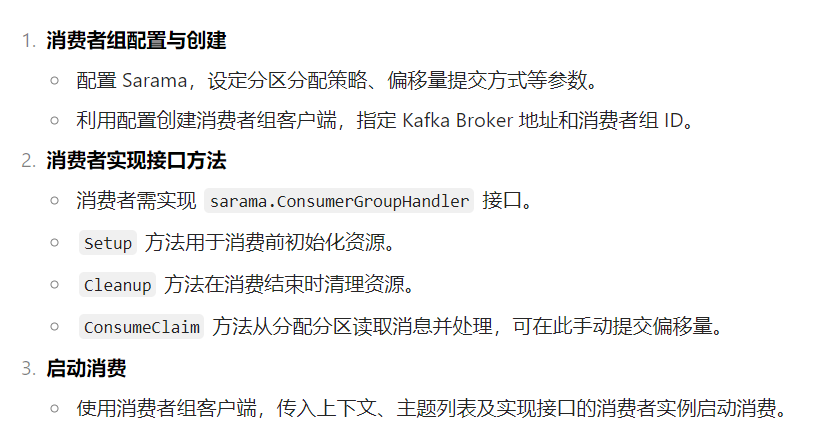 1. 消费者组配置与创建
○ 配置 Sarama，设定分区分配策略、偏移量提交方式等参数。
○ 利用配置创建消费者组客户端，指定 Kafka Broker 地址和消费者组 ID。
2. 消费者实现接口方法
○ 消费者需实现 sarama.ConsumerGroupHandler 接口。
○ Setup 方法用于消费前初始化资源。
○ Cleanup 方法在消费结束时清理资源。
○ ConsumeClaim 方法从分配分区读取消息并处理，可在此手动提交偏移量。
3. 启动消费
○ 使用消费者组客户端，传入上下文、主题列表及实现接口的消费者实例启动消费。